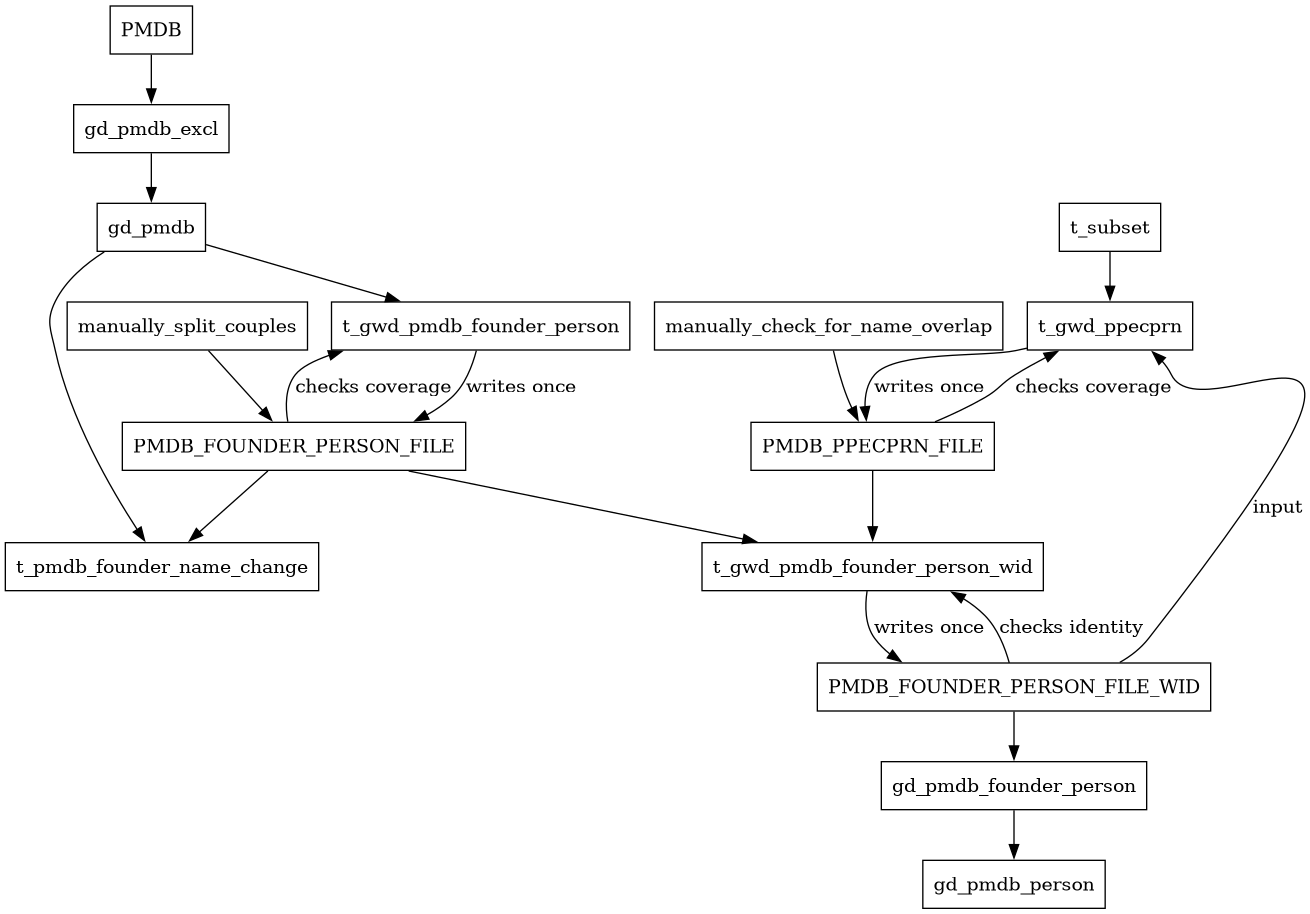 PMDB
gd_pmdb_excl
gd_pmdb
t_subset
manually_split_couples
t_gwd_pmdb_founder_person
manually_check_for_name_overlap
t_gwd_ppecprn
checks coverage
writes once
writes once
checks coverage
PMDB_FOUNDER_PERSON_FILE
PMDB_PPECPRN_FILE
input
t_pmdb_founder_name_change
t_gwd_pmdb_founder_person_wid
writes once
checks identity
PMDB_FOUNDER_PERSON_FILE_WID
gd_pmdb_founder_person
gd_pmdb_person